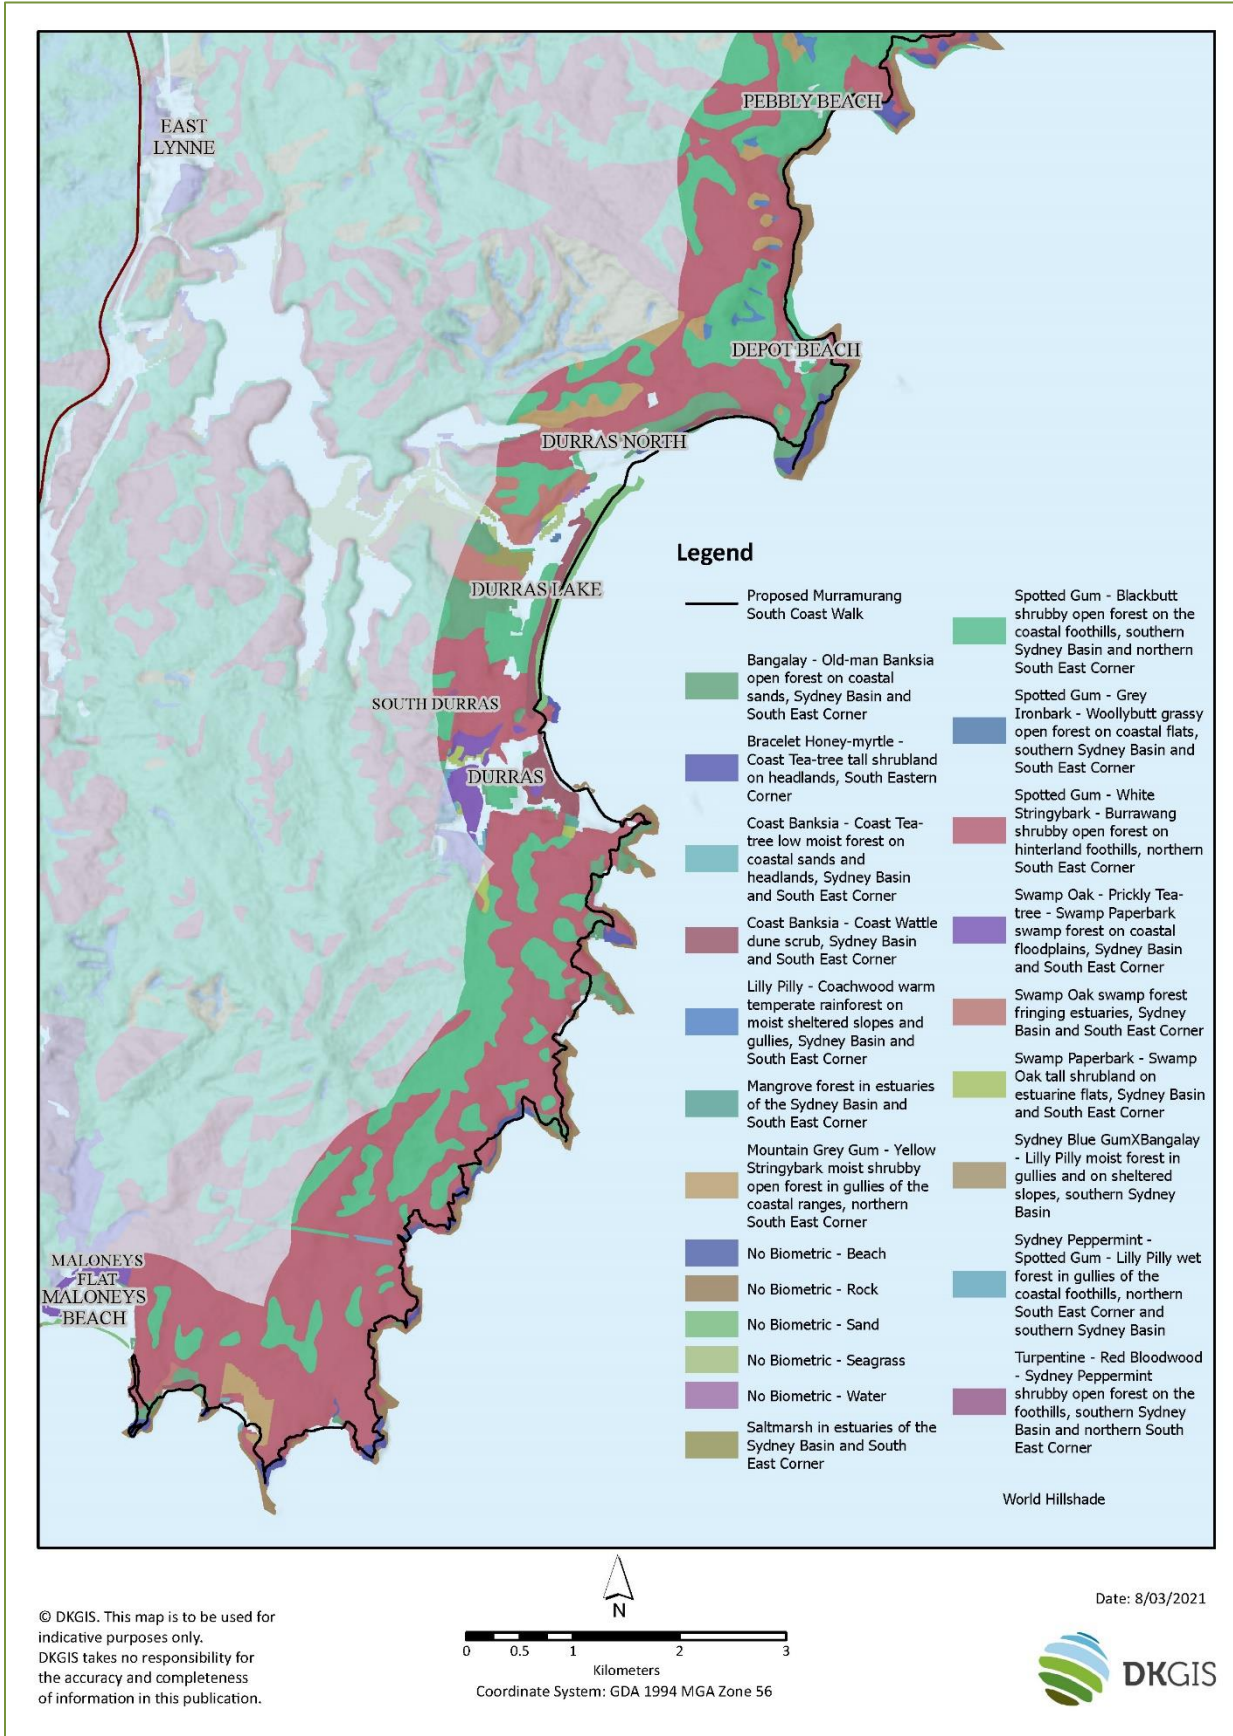 PEBBLY BEACH
EAST
LYNNE
DEPOT BEACH
DURRAS NORTH
DURRAS LAKE
SOUTH DURRAS
DURRAS
MALONEYS
FLAT
MALONEYS
BEACH
Legend
Proposed Murramurang
South Coast Walk
Bangalay - Old-man Banksia
open forest on coastal
sands, Sydney Basin and
South East Corner
Bracelet Honey-myrtle -
Coast Tea-tree tall shrubland
on headlands, South Eastern
Corner
Coast Banksia - Coast Tea-
tree low moist forest on
coastal sands and
headlands, Sydney Basin
and South East Corner
Coast Banksia - Coast Wattle
dune scrub, Sydney Basin
and South East Corner
Lilly Pilly - Coachwood warm
temperate rainforest on
moist sheltered slopes and
gullies, Sydney Basin and
South East Corner
Mangrove forest in estuaries
of the Sydney Basin and
South East Corner
Mountain Grey Gum - Yellow
Stringybark moist shrubby
open forest in gullies of the
coastal ranges, northern
South East Corner
No Biometric - Beach
No Biometric - Rock
No Biometric - Sand
No Biometric - Seagrass
No Biometric - Water
Saltmarsh in estuaries of the
Sydney Basin and South
East Corner
Spotted Gum - Blackbutt
shrubby open forest on the
coastal foothills, southern
Sydney Basin and northern
South East Corner
Spotted Gum - Grey
Ironbark - Woollybutt grassy
open forest on coastal flats,
southern Sydney Basin and
South East Corner
Spotted Gum - White
Stringybark - Burrawang
shrubby open forest on
hinterland foothills, northern
South East Corner
Swamp Oak - Prickly Tea-
tree - Swamp Paperbark
swamp forest on coastal
floodplains, Sydney Basin
and South East Corner
Swamp Oak swamp forest
fringing estuaries, Sydney
Basin and South East Corner
Swamp Paperbark - Swamp
Oak tall shrubland on
estuarine flats, Sydney Basin
and South East Corner
Sydney Blue GumXBangalay
- Lilly Pilly moist forest in
gullies and on sheltered
slopes, southern Sydney
Basin
Sydney Peppermint -
Spotted Gum - Lilly Pilly wet
forest in gullies of the
coastal foothills, northern
South East Corner and
southern Sydney Basin
Turpentine - Red Bloodwood
- Sydney Peppermint
shrubby open forest on the
foothills, southern Sydney
Basin and northern South
East Corner
World Hillshade
© DKGIS. This map is to be used for
indicative purposes only.
DKGIS takes no responsibility for
the accuracy and completeness
of information in this publication.
N
0 0.5 1 2 3
Kilometers
Coordinate System: GDA 1994 MGA Zone 56
Date: 8/03/2021
DKGIS